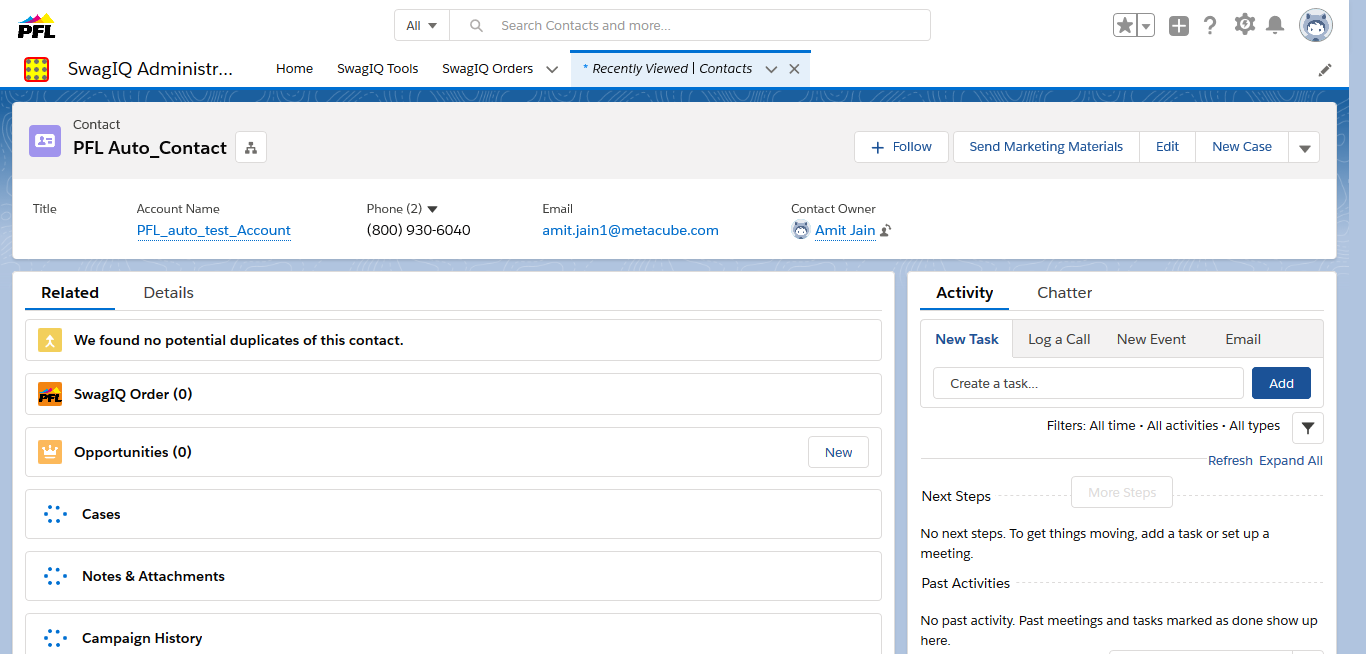 PFL
All
Search Contacts and more...
SwagIQ Administr...
Home
SwagIQ Tools
SwagIQ Orders
* Recently Viewed | Contacts
Contact
PFL Auto_Contact
Follow
Send Marketing Materials
Edit
New Case
Title
Account Name
Phone (2)
Email
Contact Owner
PFL_auto_test_Account
(800) 930-6040
amit.jain1@metacube.com
Amit Jain
Related
Details
We found no potential duplicates of this contact.
PFL
SwagIQ Order (0)
Opportunities (0)
New
Cases
Notes & Attachments
Campaign History
Activity
Chatter
New Task
Log a Call
New Event
Email
Create a task...
Add
Filters: All time • All activities • All types
Refresh
Expand All
Next Steps
More Steps
No next steps. To get things moving, add a task or set up a
meeting.
Past Activities
No past activity. Past meetings and tasks marked as done show up
here.